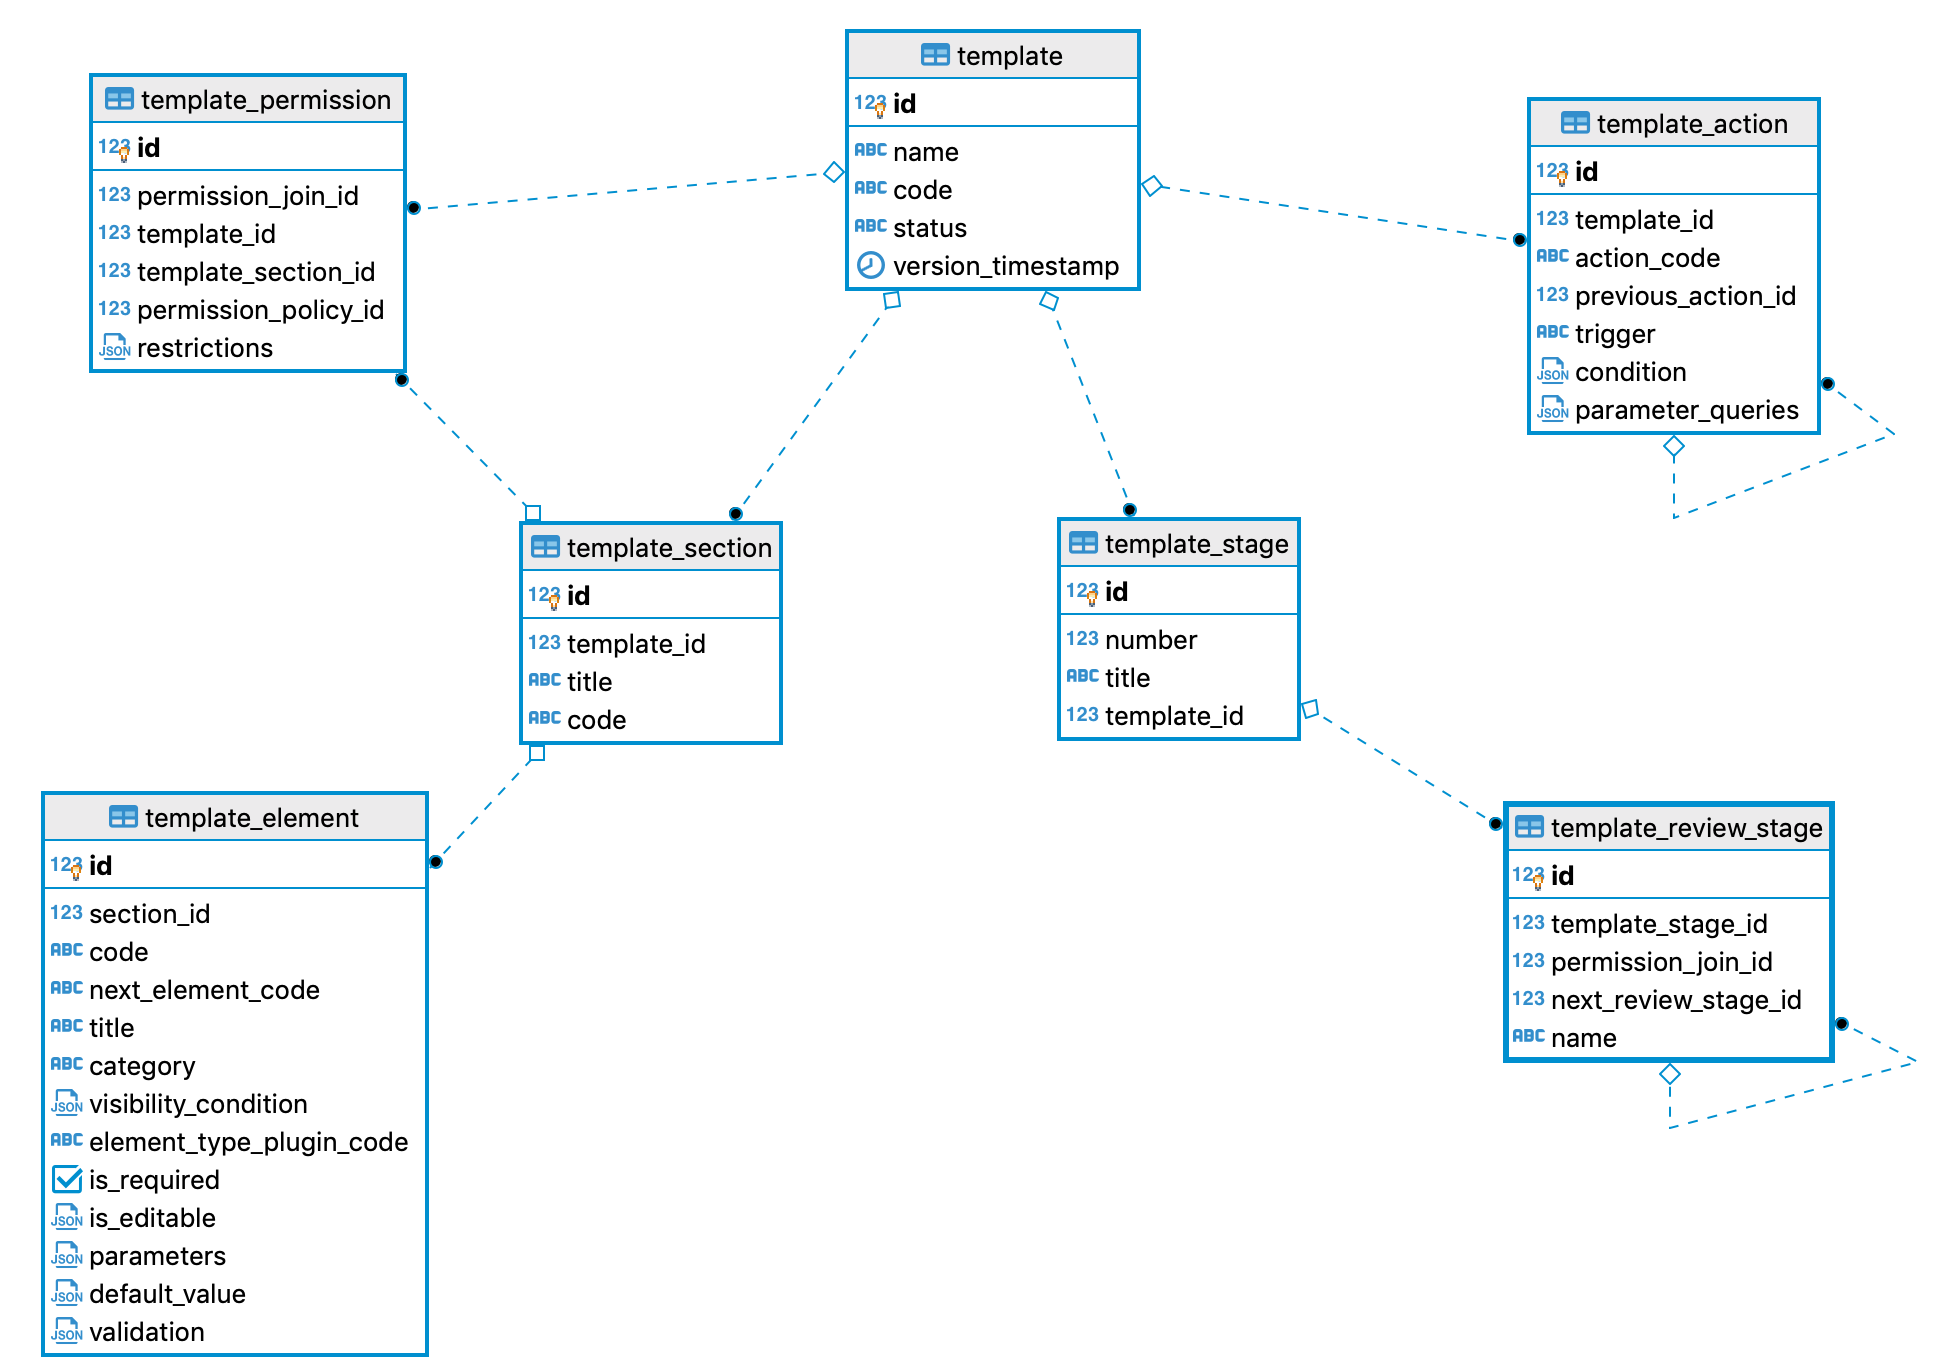 template
123 id
ABC name
ABC code
ABC status
version_timestamp
template_permission
123 id
123 permission_join_id
123 template_id
123 template_section_id
123 permission_policy_id
JSON restrictions
template_action
123 id
123 template_id
ABC action_code
123 previous_action_id
ABC trigger
JSON condition
JSON parameter_queries
template_section
123 id
123 template_id
ABC title
ABC code
template_stage
123 id
123 number
ABC title
123 template_id
template_element
123 id
123 section_id
ABC code
ABC next_element_code
ABC title
ABC category
JSON visibility_condition
ABC element_type_plugin_code
is_required
JSON is_editable
JSON parameters
JSON default_value
JSON validation
template_review_stage
123 id
123 template_stage_id
123 permission_join_id
123 next_review_stage_id
ABC name